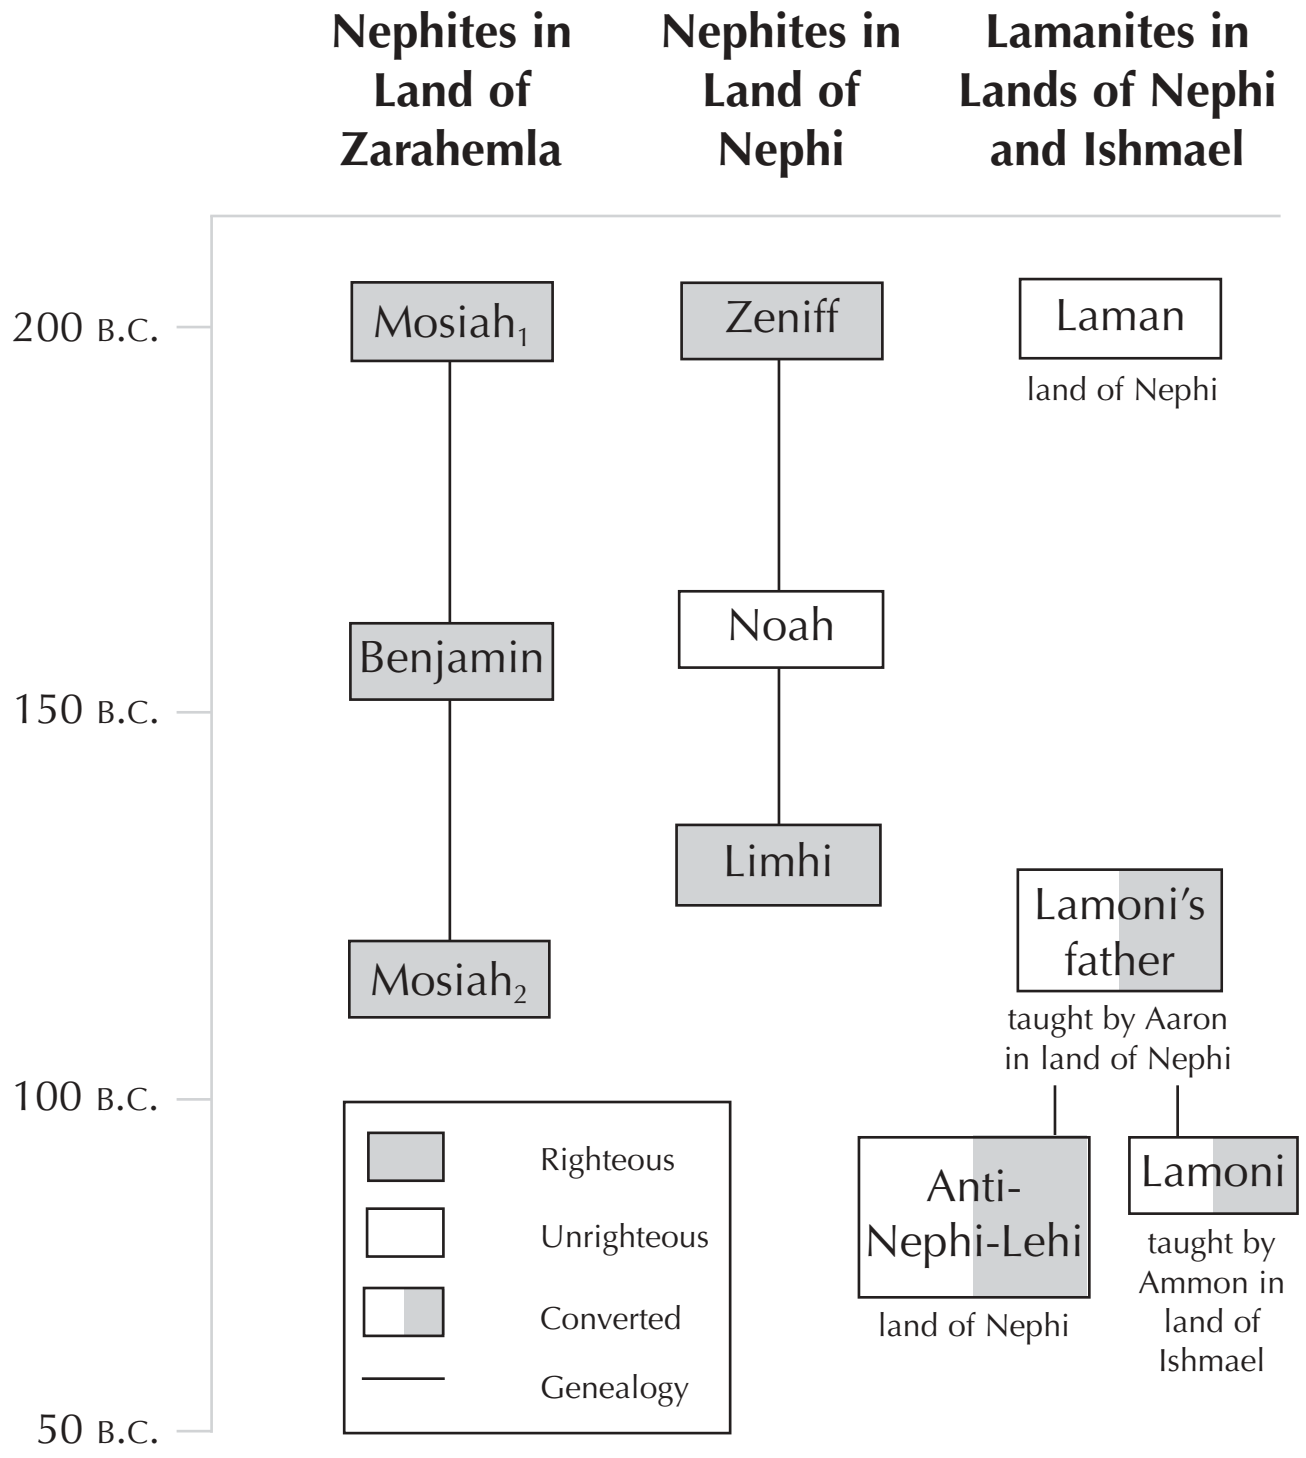 Nephites in
Land of
Zarahemla
Nephites in
Land of
Nephi
Lamanites in
Lands of Nephi
and Ishmael
200 B.C.
Mosiah₁
Zeniff
Laman
land of Nephi
Noah
Benjamin
150 B.C.
Limhi
Lamoni’s
father
taught by Aaron
in land of Nephi
Mosiah₂
100 B.C.
Anti-
Nephi-Lehi
land of Nephi
Lamoni
taught by
Ammon in
land of
Ishmael
Righteous
Unrighteous
Converted
Genealogy
50 B.C.